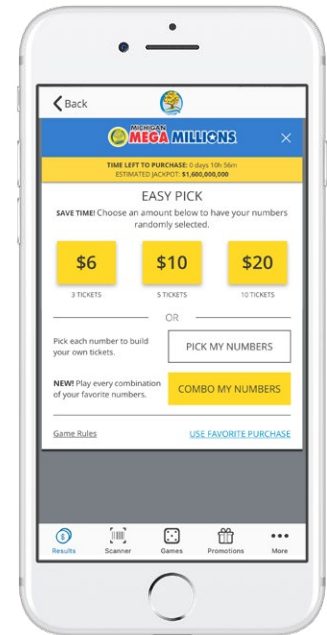 Back
MICHIGAN
MEGA MILLIONS
TIME LEFT TO PURCHASE: 0 days 10h 56m
ESTIMATED JACKPOT: $1,600,000,000
EASY PICK
SAVE TIME! Choose an amount below to have your numbers
randomly selected.
$6 $10 $20
3 TICKETS 5 TICKETS 10 TICKETS
OR
Pick each number to build
your own tickets.
PICK MY NUMBERS
NEW! Play every combination
of your favorite numbers.
COMBO MY NUMBERS
Game Rules USE FAVORITE PURCHASE
Results Scanner Games Promotions More